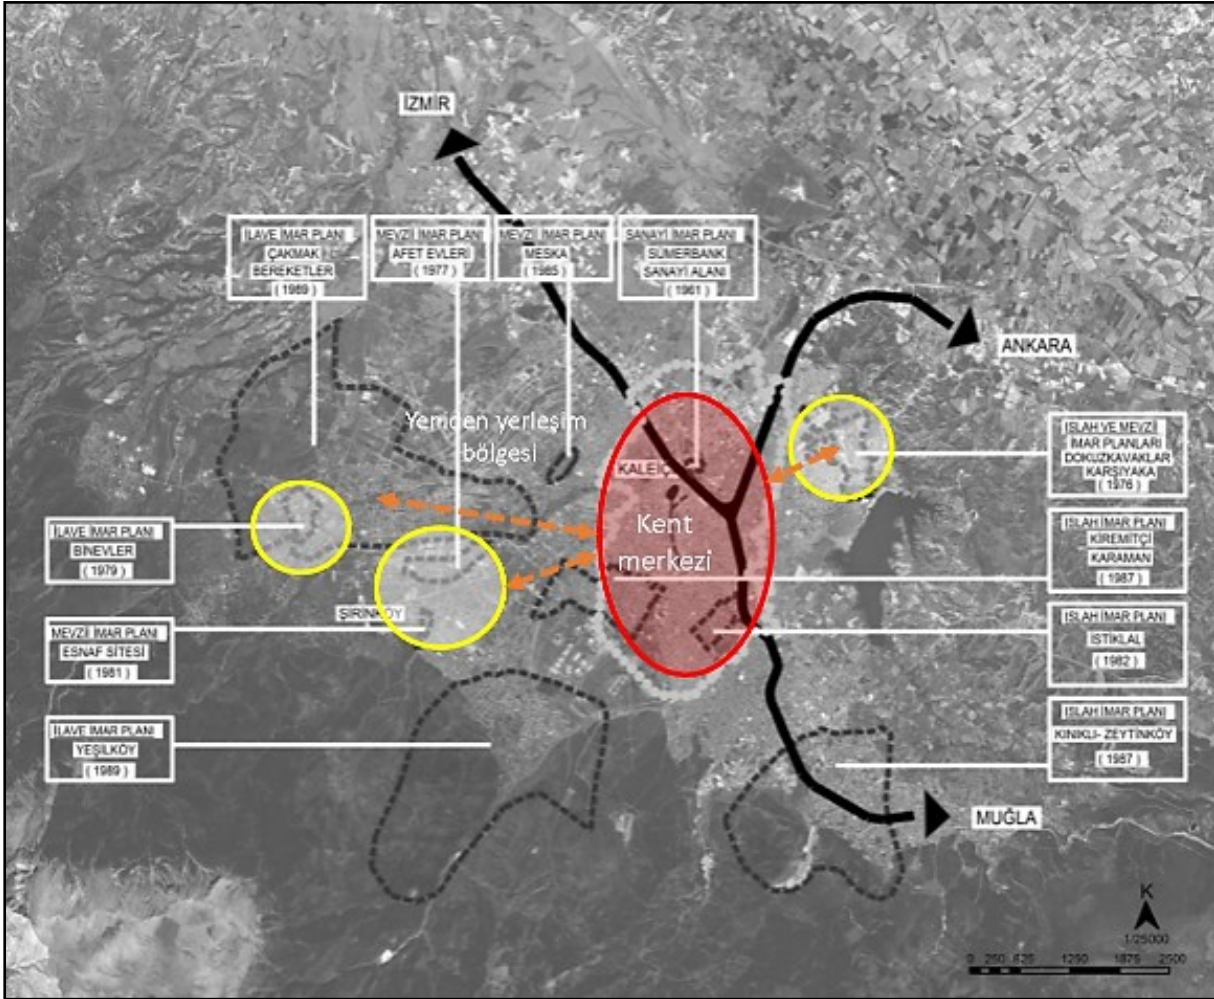 İZMİR
İLAVE İMAR PLANI
ÇAKMAK
BEREKETLER
( 1989 )
MEVZİİ İMAR PLANI
AFET EVLERİ
( 1977 )
MEVZİİ İMAR PLANI
MESKA
( 1985 )
SANAYİ İMAR PLANI
SÜMERBANK
SANAYİ ALANI
( 1961 )
ANKARA
Yeniden yerleşim
bölgesi
KALEİÇİ
Kent
merkezi
ISLAH VE MEVZİİ
İMAR PLANLARI
DOKUZKAVAKLAR
KARŞIYAKA
( 1976 )
İLAVE İMAR PLANI
BİNEVLER
( 1979 )
ISLAH İMAR PLANI
KİREMİTÇİ
KARAMAN
( 1987 )
ŞİRİNKÖY
MEVZİİ İMAR PLANI
ESNAF SİTESİ
( 1981 )
ISLAH İMAR PLANI
İSTİKLAL
( 1982 )
İLAVE İMAR PLANI
YEŞİLKÖY
( 1989 )
ISLAH İMAR PLANI
KINIKLI- ZEYTİNKÖY
( 1987 )
MUĞLA
K
1/25000
0 250 625 1250 1875 2500